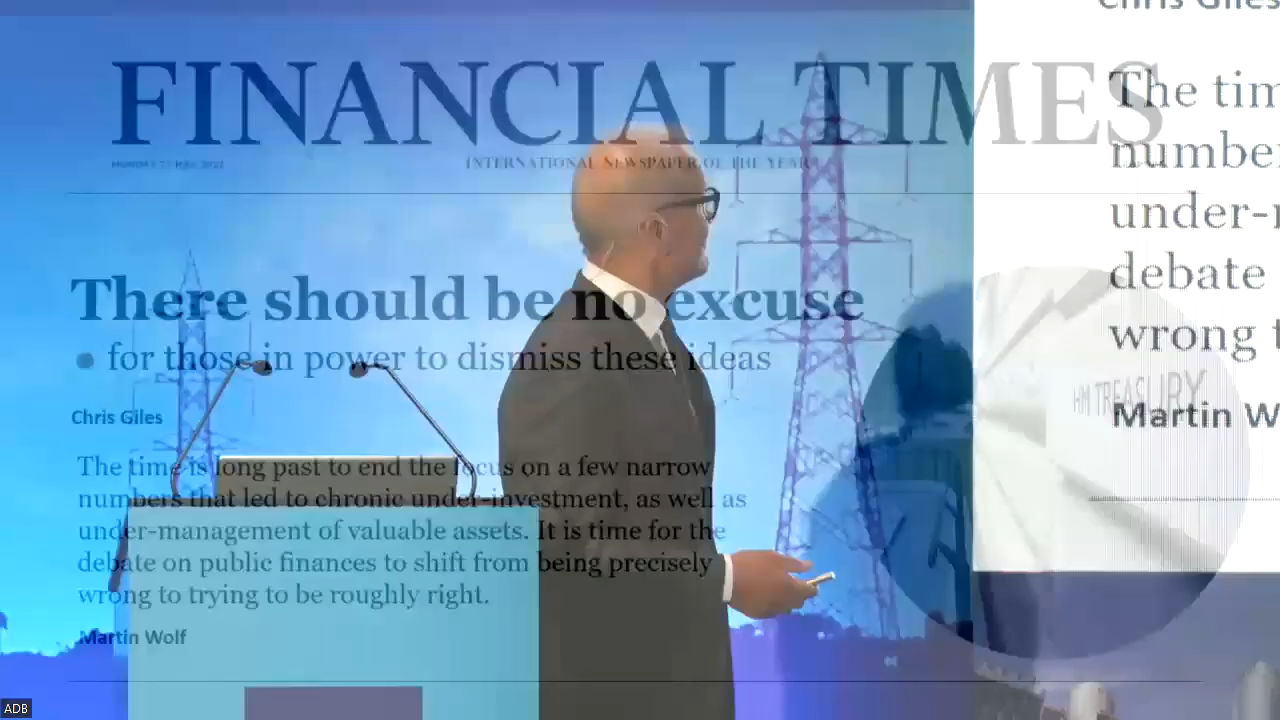 Chris Giles
FINANCIAL TIMES
INTERNATIONAL NEWSPAPER OF THE YEAR
There should be no excuse
• for those in power to dismiss these ideas
Chris Giles
The time is long past to end the focus on a few narrow
numbers that led to chronic under-investment, as well as
under-management of valuable assets. It is time for the
debate on public finances to shift from being precisely
wrong to trying to be roughly right.
Martin Wolf
The tim
number
under-
debate
wrong t
Martin W
HM TREASURY
ADB